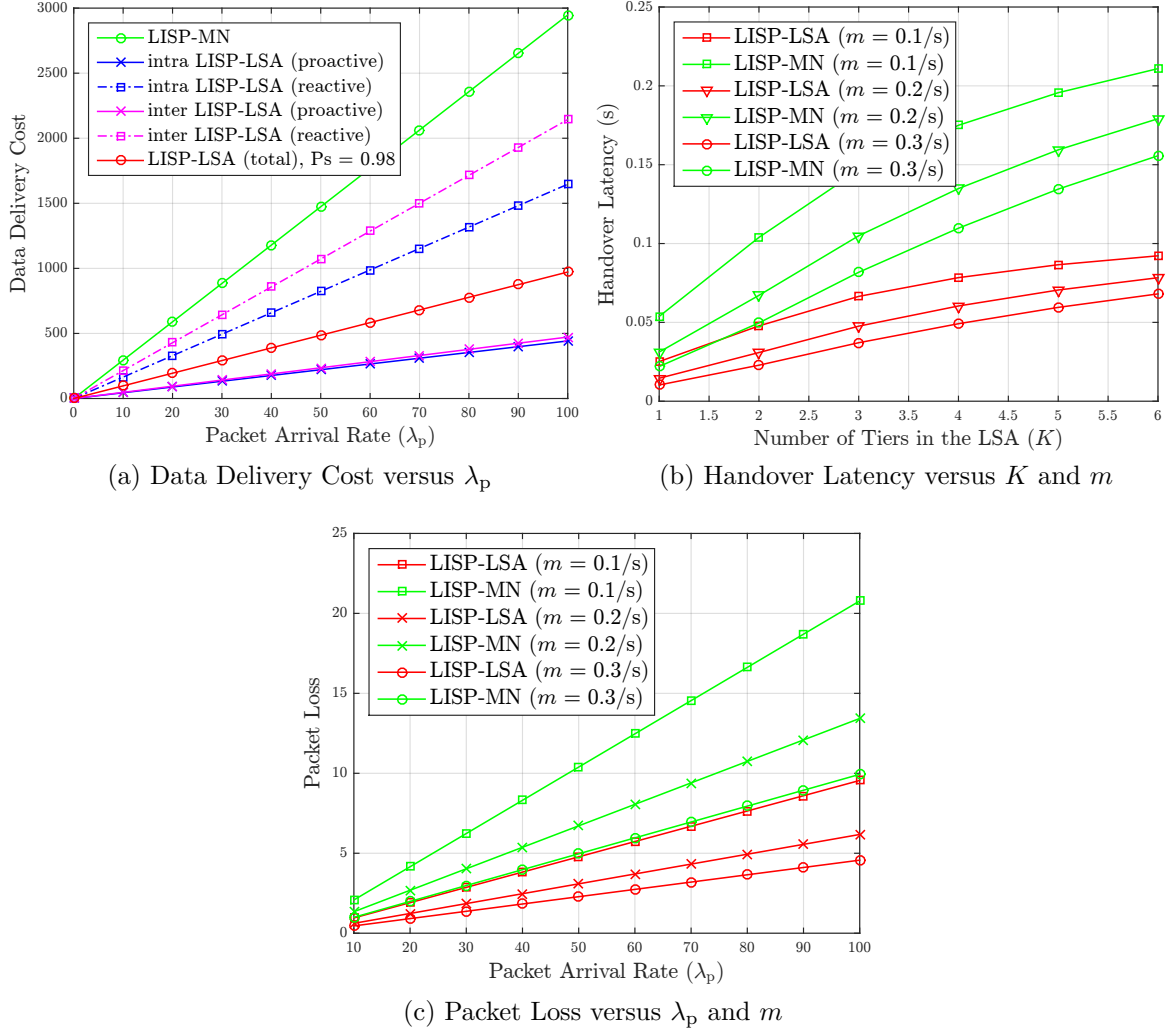 3000
2500
2000
1500
1000
500
0
Data Delivery Cost
LISP-MN
intra LISP-LSA (proactive)
intra LISP-LSA (reactive)
inter LISP-LSA (proactive)
inter LISP-LSA (reactive)
LISP-LSA (total), Ps = 0.98
0 10 20 30 40 50 60 70 80 90 100
Packet Arrival Rate (λp)
(a) Data Delivery Cost versus λp
0.25
0.2
0.15
0.1
0.05
0
Handover Latency (s)
LISP-LSA (m = 0.1/s)
LISP-MN (m = 0.1/s)
LISP-LSA (m = 0.2/s)
LISP-MN (m = 0.2/s)
LISP-LSA (m = 0.3/s)
LISP-MN (m = 0.3/s)
1 1.5 2 2.5 3 3.5 4 4.5 5 5.5 6
Number of Tiers in the LSA (K)
(b) Handover Latency versus K and m
25
20
15
10
5
0
Packet Loss
LISP-LSA (m = 0.1/s)
LISP-MN (m = 0.1/s)
LISP-LSA (m = 0.2/s)
LISP-MN (m = 0.2/s)
LISP-LSA (m = 0.3/s)
LISP-MN (m = 0.3/s)
10 20 30 40 50 60 70 80 90 100
Packet Arrival Rate (λp)
(c) Packet Loss versus λp and m